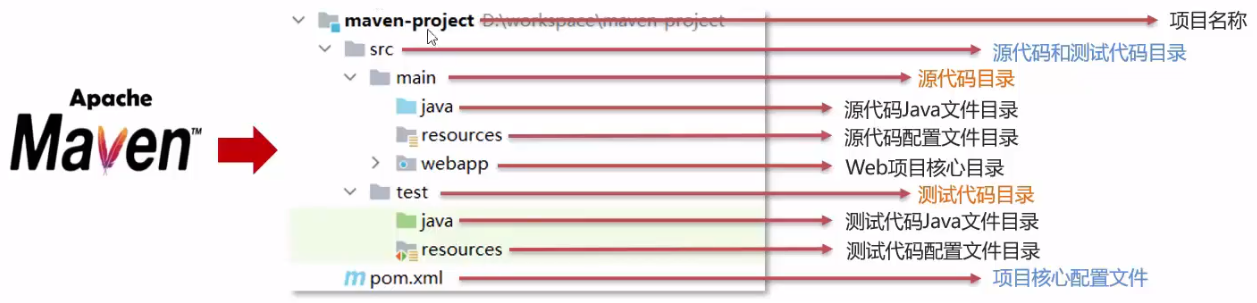 maven-project D:\workspace\maven-project 项目名称
src 源代码和测试代码目录
main 源代码目录
Apache
Maven™
java 源代码Java文件目录
resources 源代码配置文件目录
webapp Web项目核心目录
test 测试代码目录
java 测试代码Java文件目录
resources 测试代码配置文件目录
pom.xml 项目核心配置文件